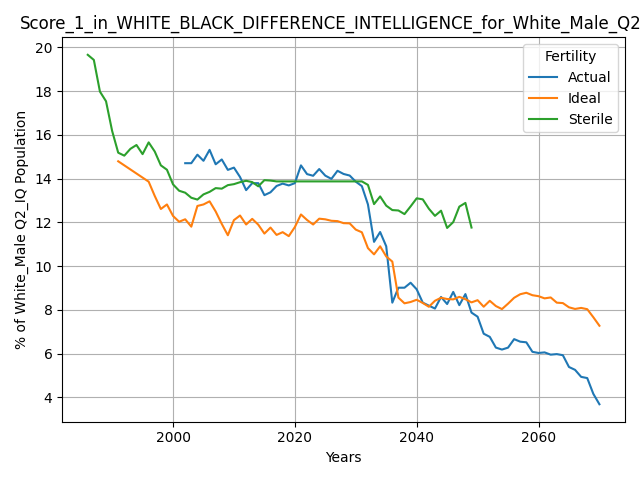 Score_1_in_WHITE_BLACK_DIFFERENCE_INTELLIGENCE_for_White_Male_Q2
Fertility
Actual
Ideal
Sterile
% of White_Male Q2_IQ Population
20
18
16
14
12
10
8
6
4
2000 2020 2040 2060
Years